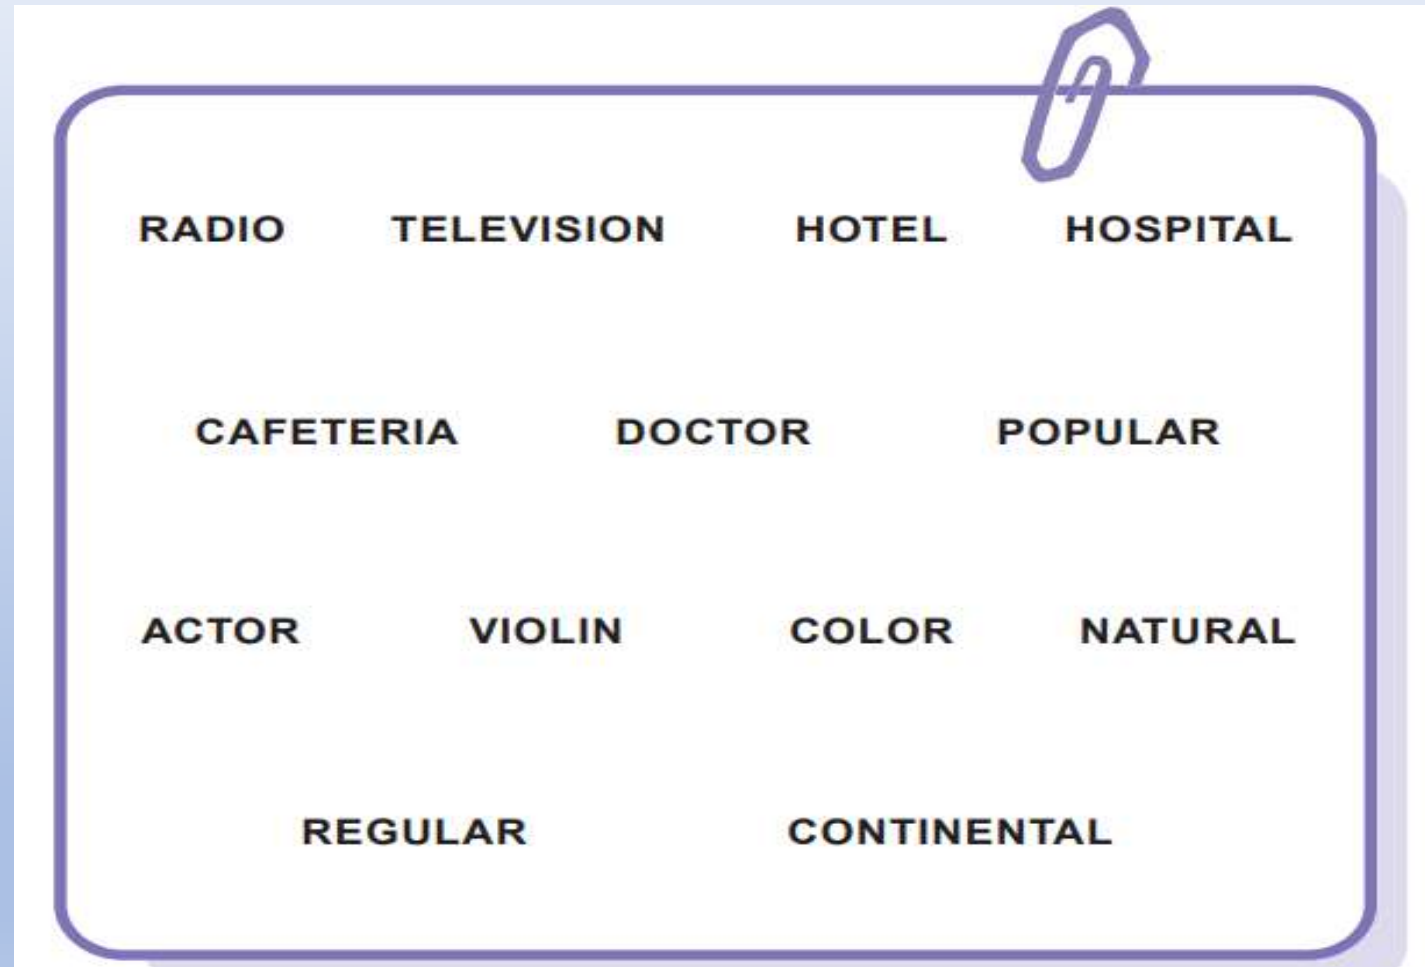 RADIO TELEVISION HOTEL HOSPITAL
CAFETERIA DOCTOR POPULAR
ACTOR VIOLIN COLOR NATURAL
REGULAR CONTINENTAL